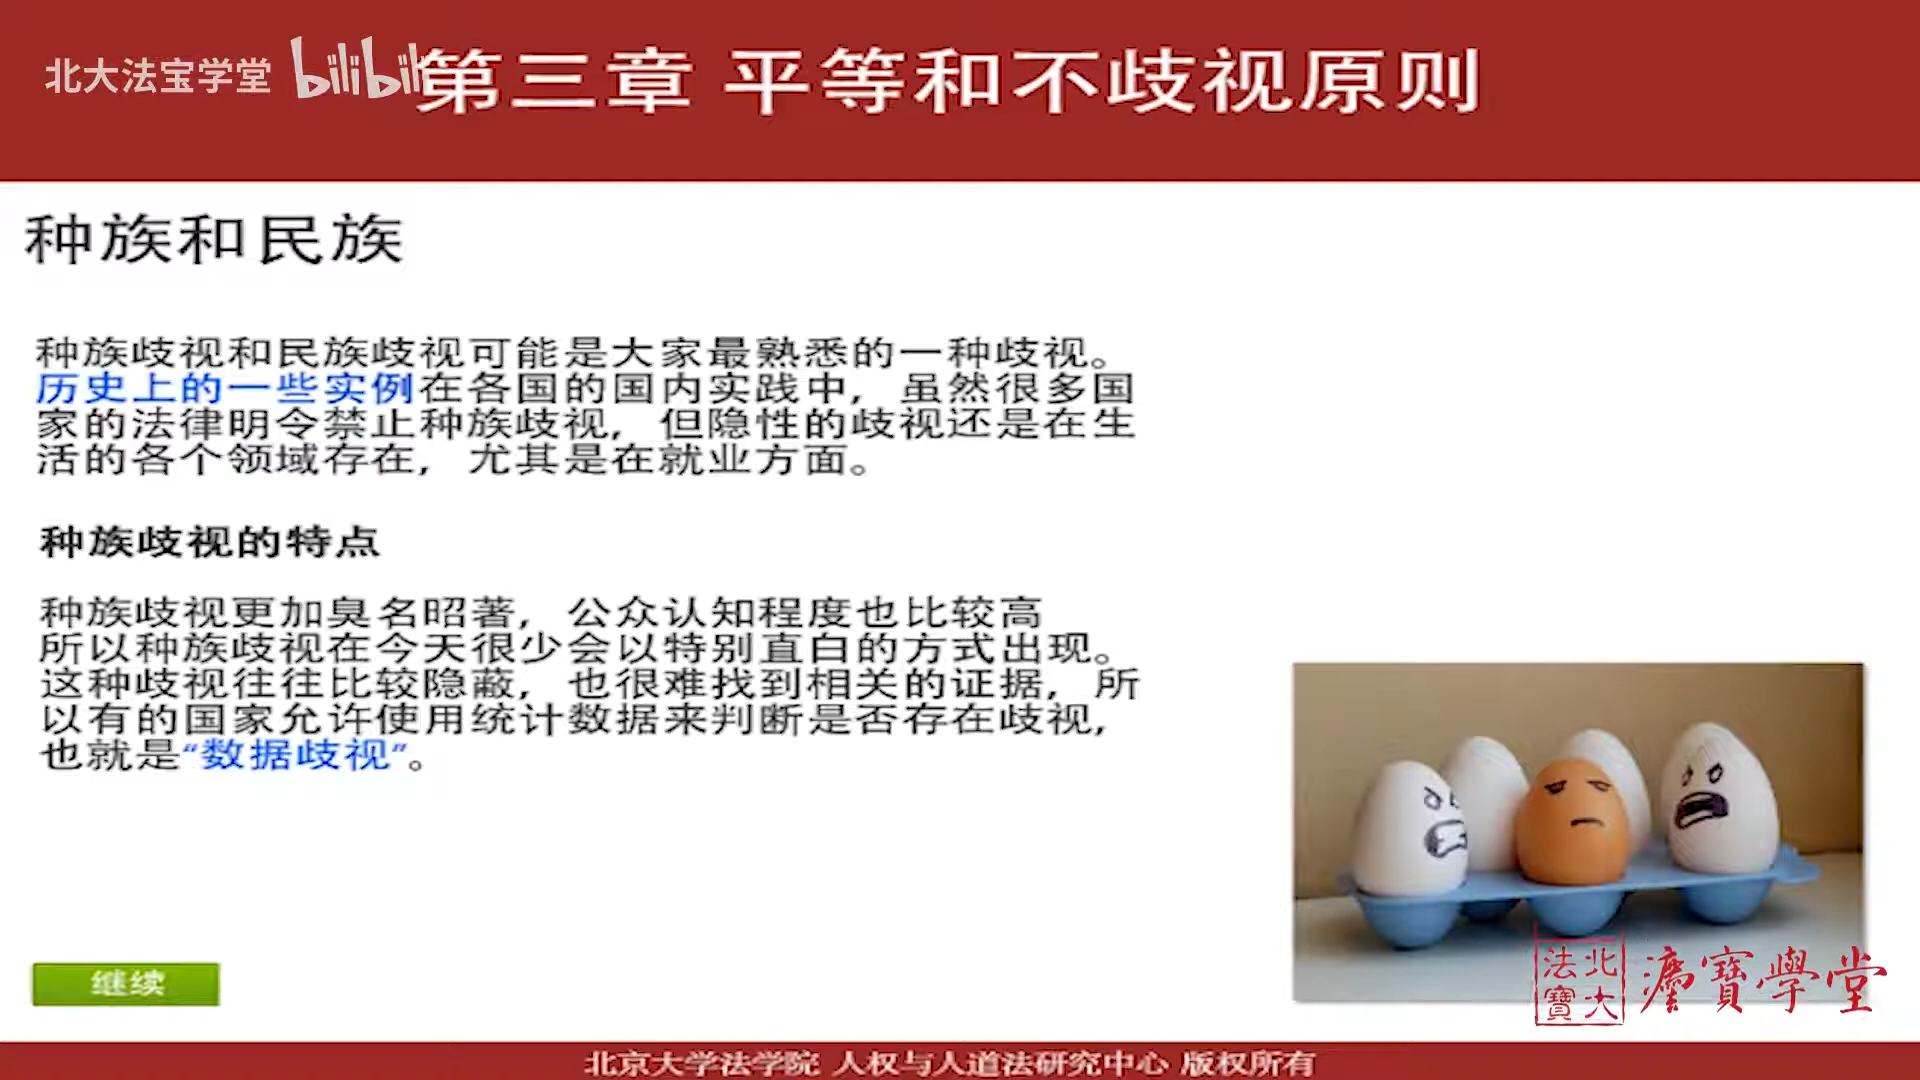 北大法宝学堂 bilibili
第三章 平等和不歧视原则
种族和民族
种族歧视和民族歧视可能是大家最熟悉的一种歧视。
历史上的一些实例在各国的国内实践中，虽然很多国
家的法律明令禁止种族歧视，但隐性的歧视还是在生
活的各个领域存在，尤其是在就业方面。
种族歧视的特点
种族歧视更加臭名昭著，公众认知程度也比较高
所以种族歧视在今天很少会以特别直白的方式出现。
这种歧视往往比较隐蔽，也很难找到相关的证据，所
以有的国家允许使用统计数据来判断是否存在歧视，
也就是“数据歧视”。
继续
北大法寶 灋寶學堂
北京大学法学院 人权与人道法研究中心 版权所有